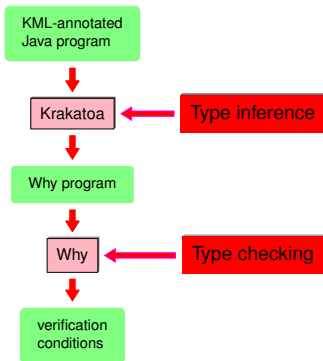 KML-annotated
Java program
Krakatoa
Type inference
Why program
Why
Type checking
verification
conditions